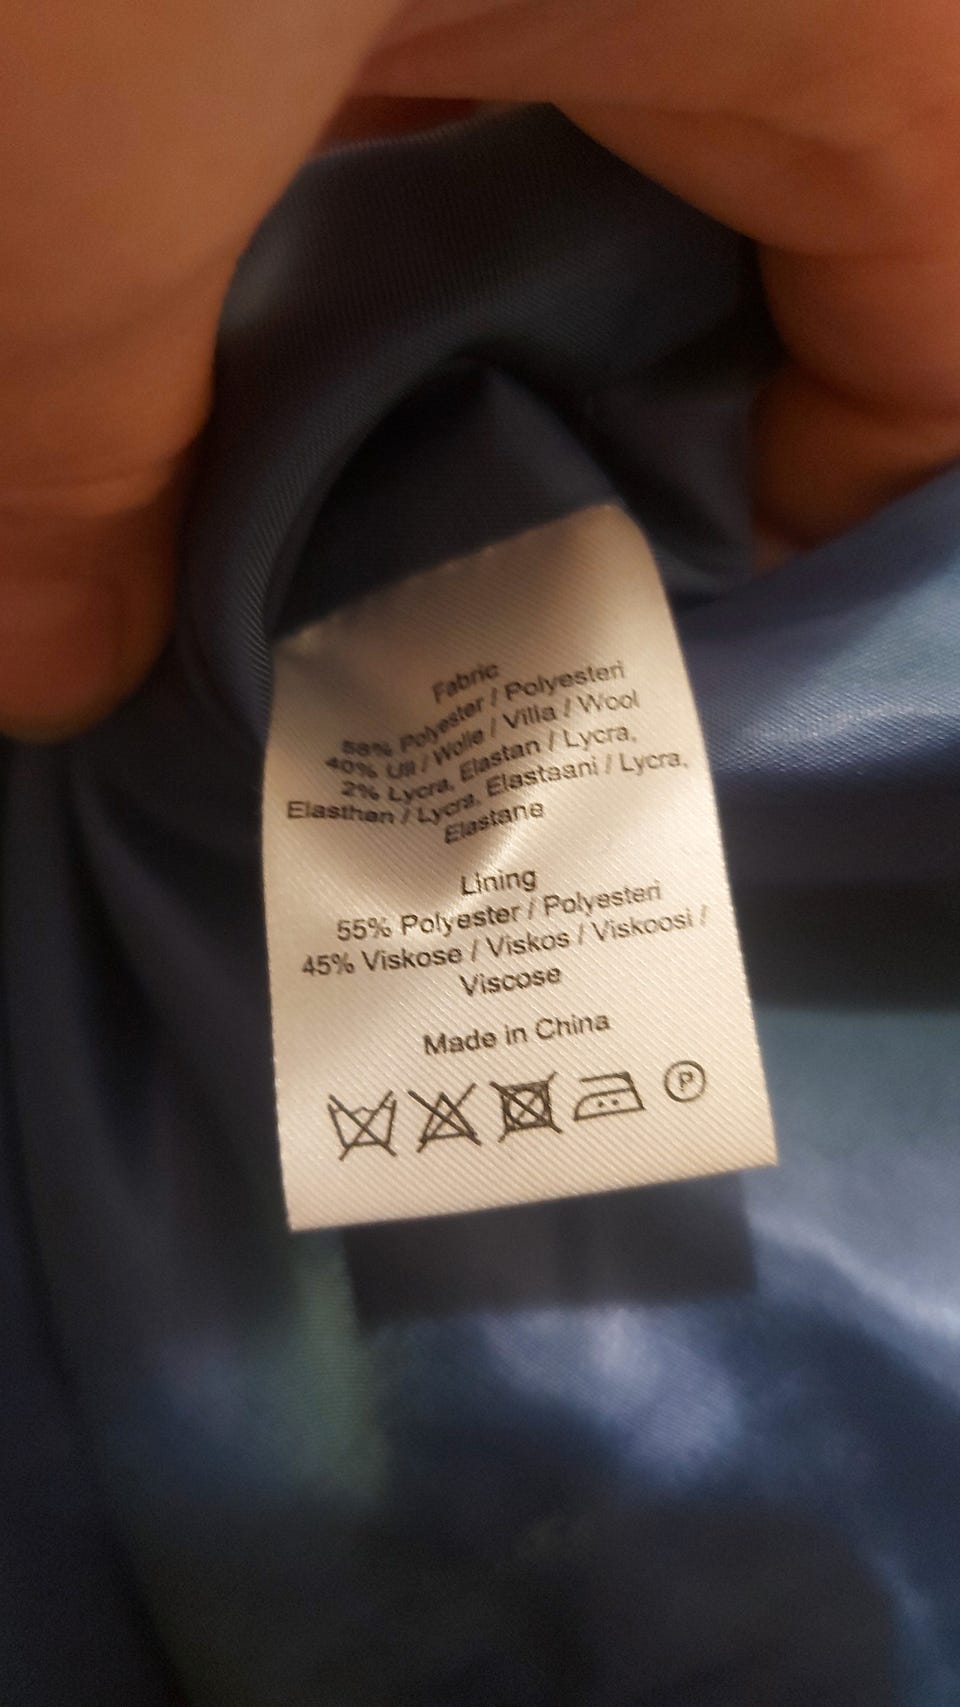 Fabric
58% Polyester / Polyesteri
40% Ull / Wolle / Villa / Wool
2% Lycra, Elastan / Lycra,
Elasthan / Lycra, Elastaani / Lycra,
Elastane
Lining
55% Polyester / Polyesteri
45% Viskose / Viskos / Viskoosi /
Viscose
Made in China
P